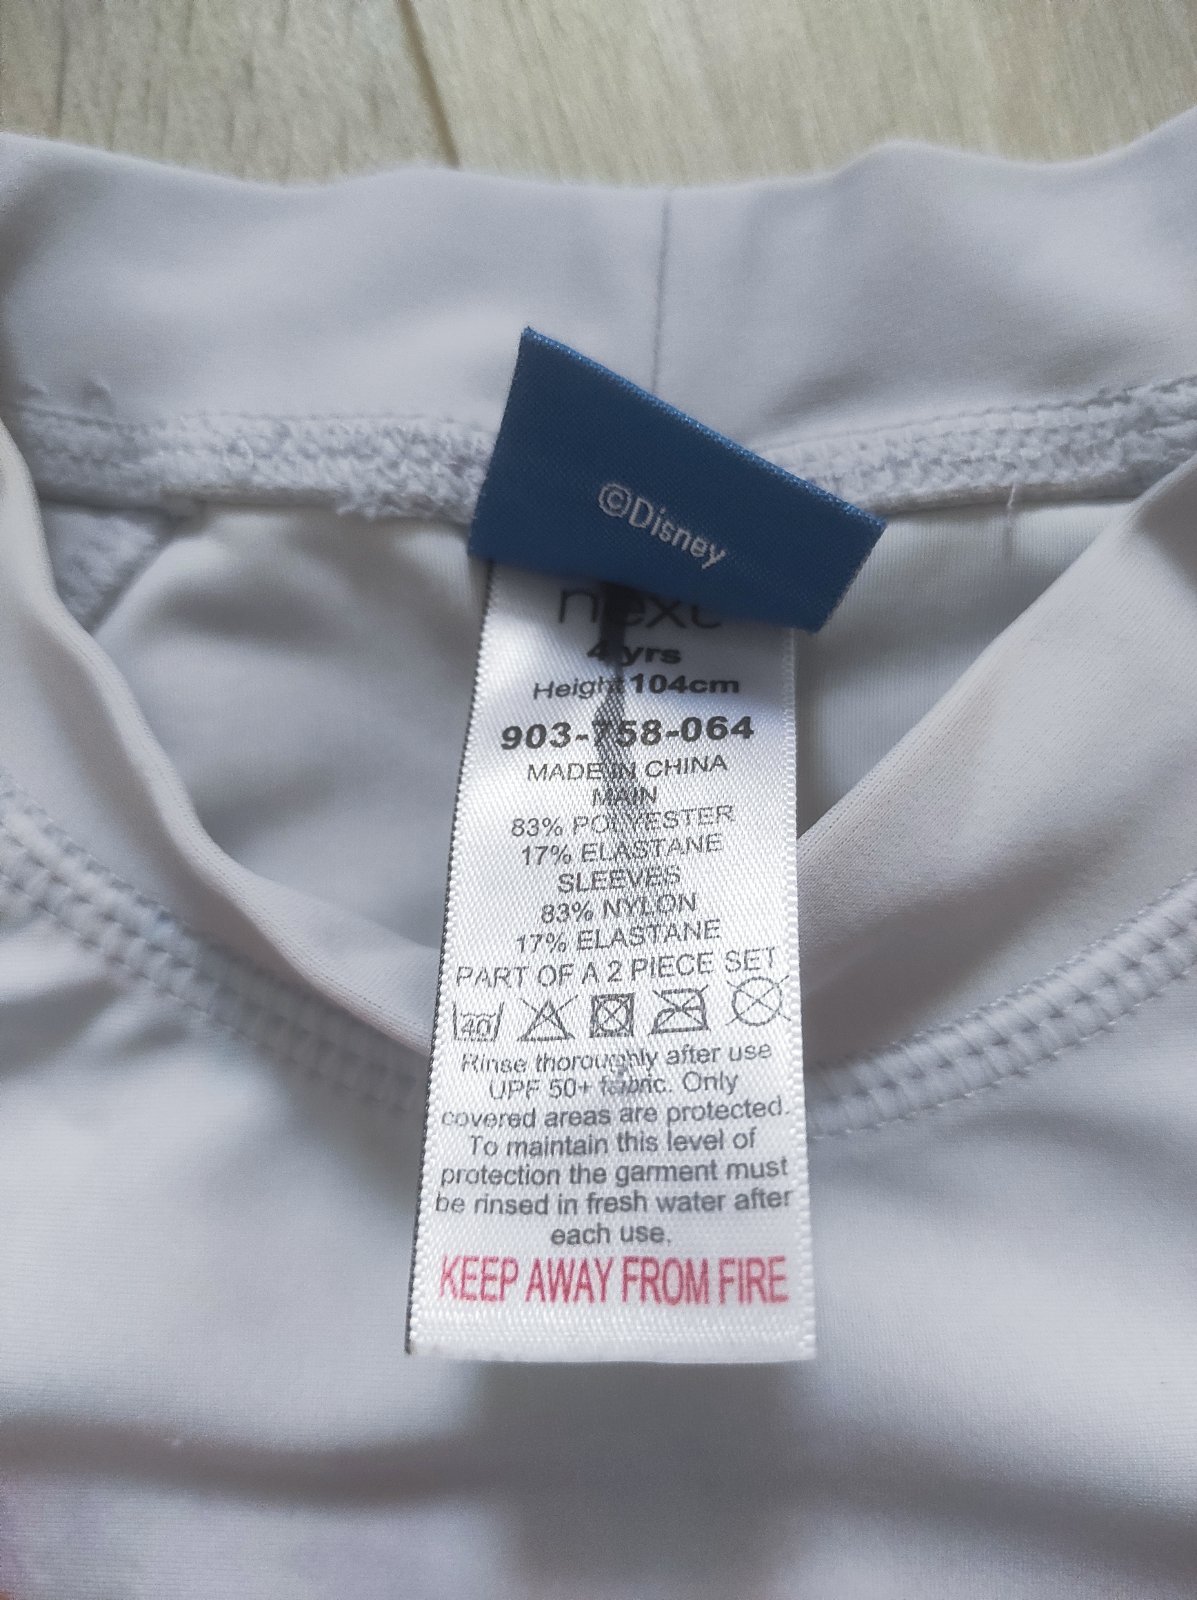 ©Disney
next
4 yrs
Height 104cm
903-758-064
MADE IN CHINA
MAIN
83% POLYESTER
17% ELASTANE
SLEEVES
83% NYLON
17% ELASTANE
PART OF A 2 PIECE SET
40
Rinse thoroughly after use
UPF 50+ fabric. Only
covered areas are protected.
To maintain this level of
protection the garment must
be rinsed in fresh water after
each use.
KEEP AWAY FROM FIRE